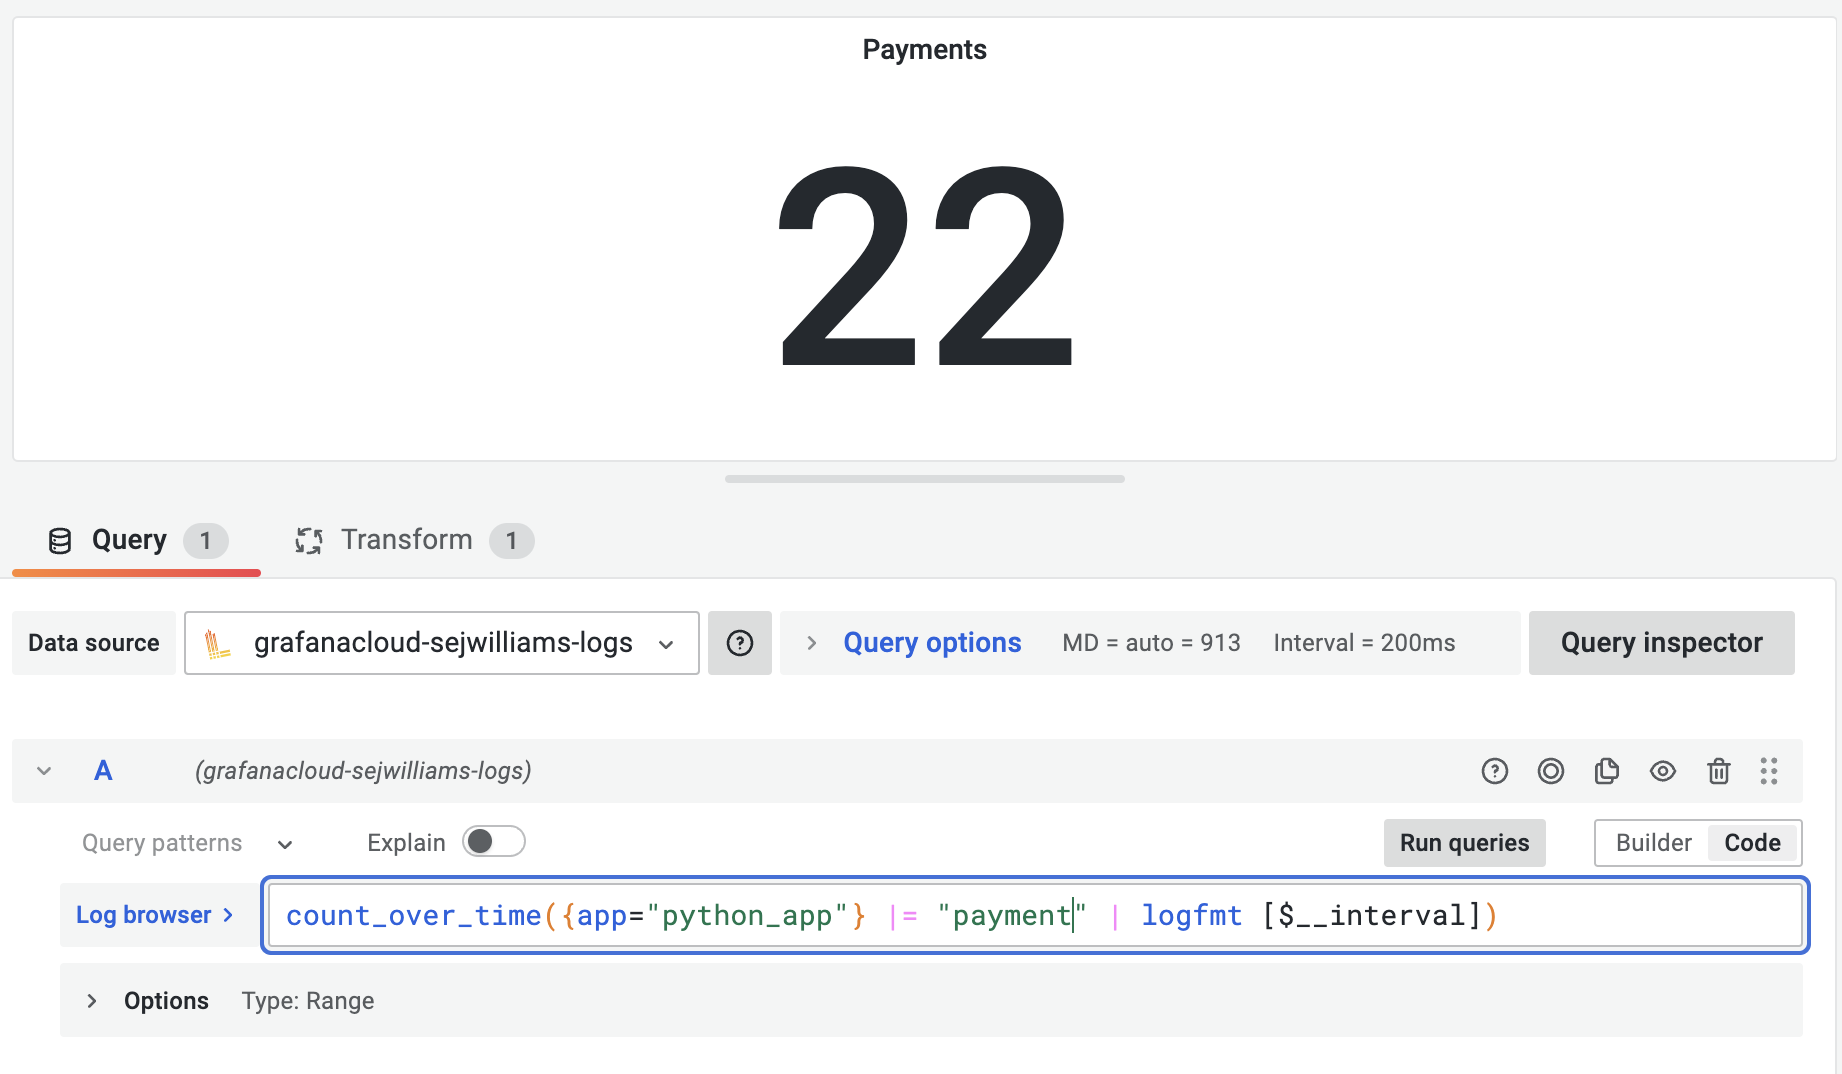 Payments
22
Query 1 Transform 1
Data source grafanacloud-sejwilliams-logs Query options MD = auto = 913 Interval = 200ms Query inspector
A (grafanacloud-sejwilliams-logs)
Query patterns Explain Run queries Builder Code
Log browser > count_over_time({app="python_app"} |= "payment" | logfmt [$__interval])
Options Type: Range